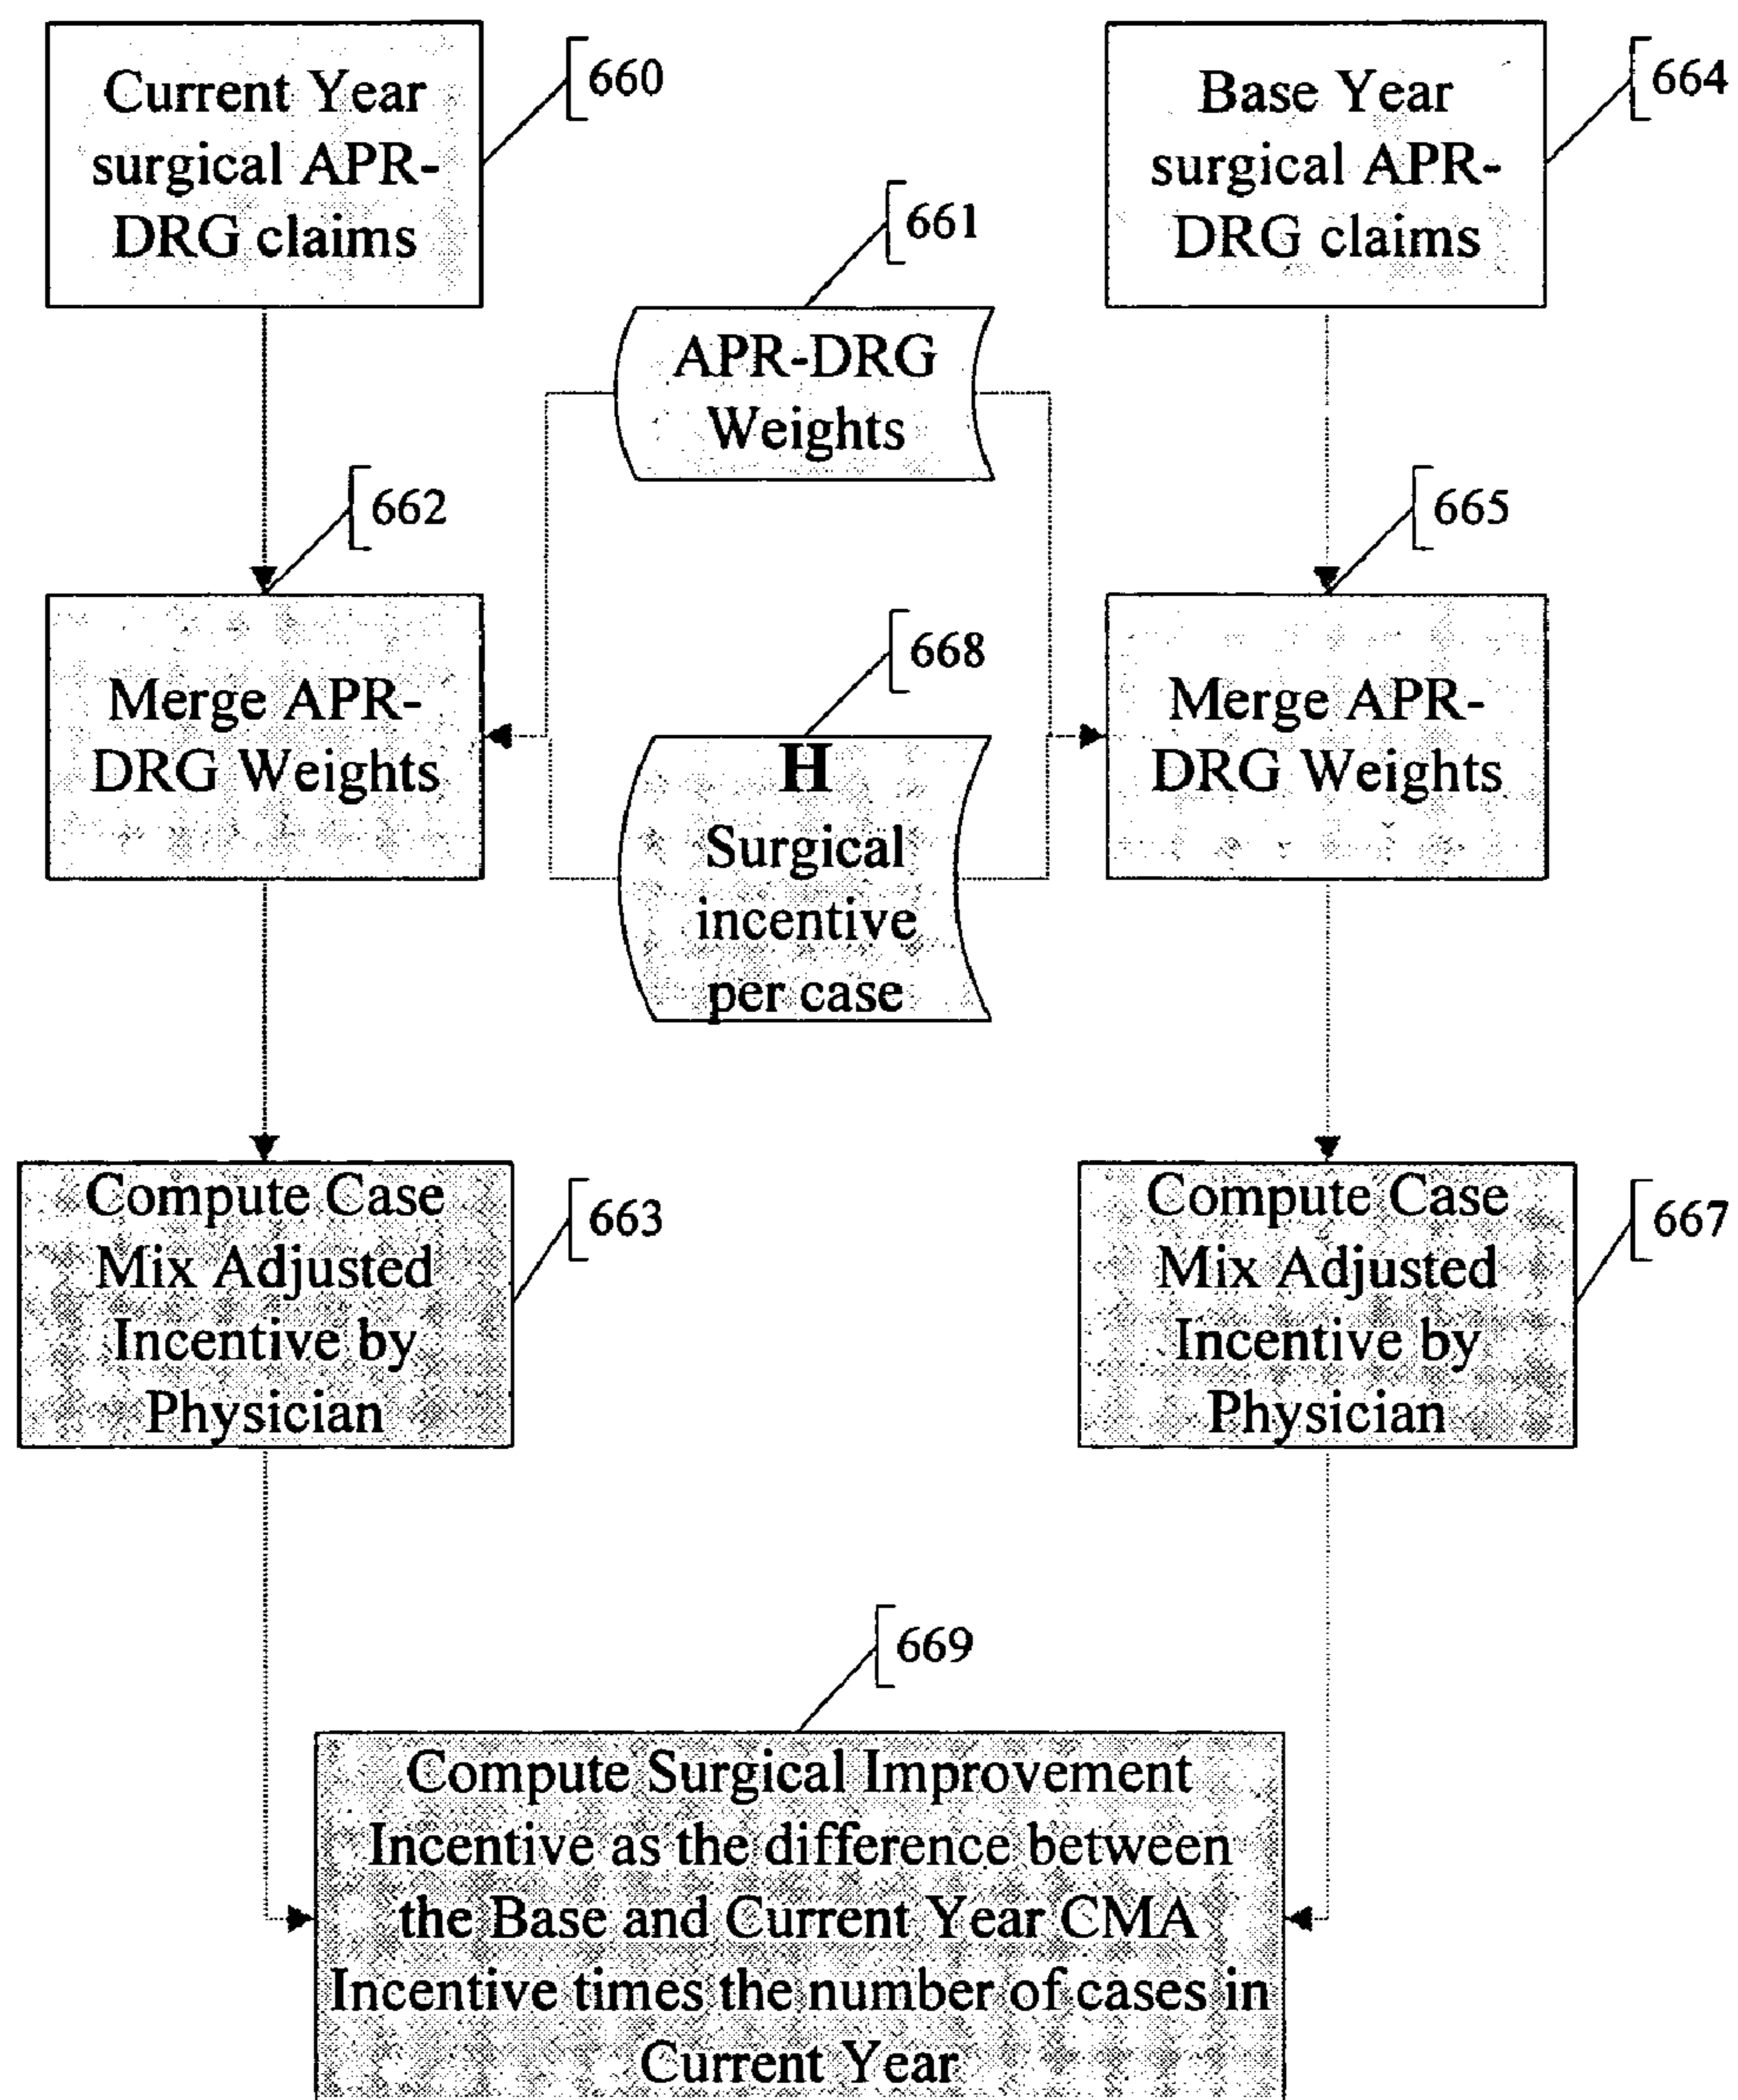 Current Year
surgical APR-
DRG claims
660
Base Year
surgical APR-
DRG claims
664
661
APR-DRG
Weights
662
Merge APR-
DRG Weights
665
Merge APR-
DRG Weights
668
H
Surgical
incentive
per case
Compute Case
Mix Adjusted
Incentive by
Physician
663
Compute Case
Mix Adjusted
Incentive by
Physician
667
669
Compute Surgical Improvement
Incentive as the difference between
the Base and Current Year CMA
Incentive times the number of cases in
Current Year